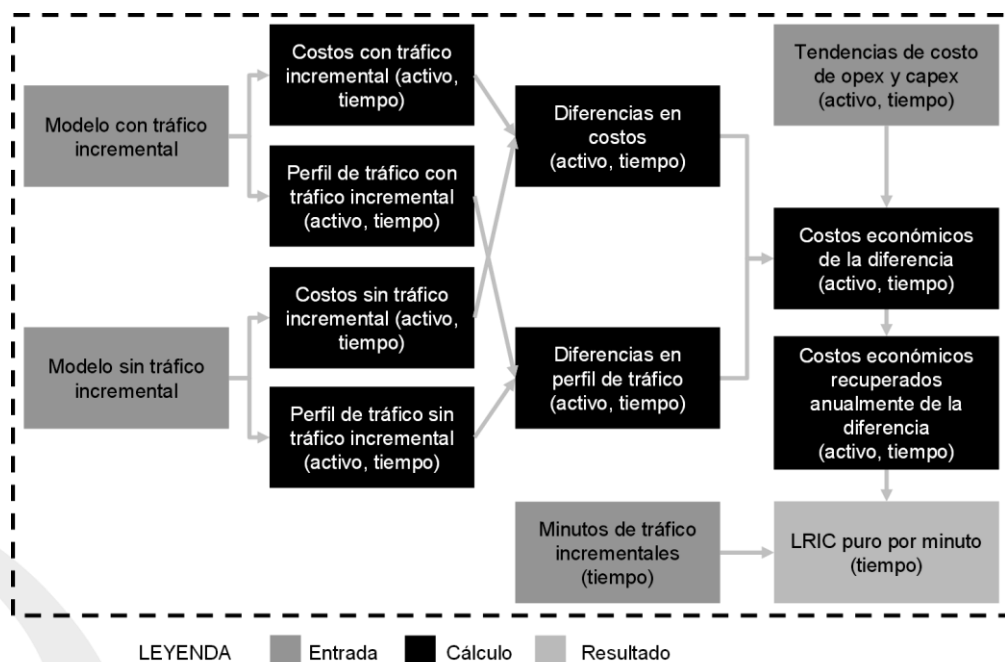 Modelo con tráfico
incremental
Modelo sin tráfico
incremental
Costos con tráfico
incremental (activo,
tiempo)
Perfil de tráfico con
tráfico incremental
(activo, tiempo)
Costos sin tráfico
incremental (activo,
tiempo)
Perfil de tráfico sin
tráfico incremental
(activo, tiempo)
Diferencias en
costos
(activo, tiempo)
Diferencias en
perfil de tráfico
(activo, tiempo)
Minutos de tráfico
incrementales
(tiempo)
Tendencias de costo
de opex y capex
(activo, tiempo)
Costos económicos
de la diferencia
(activo, tiempo)
Costos económicos
recuperados
anualmente de la
diferencia
(activo, tiempo)
LRIC puro por minuto
(tiempo)
LEYENDA
Entrada
Cálculo
Resultado